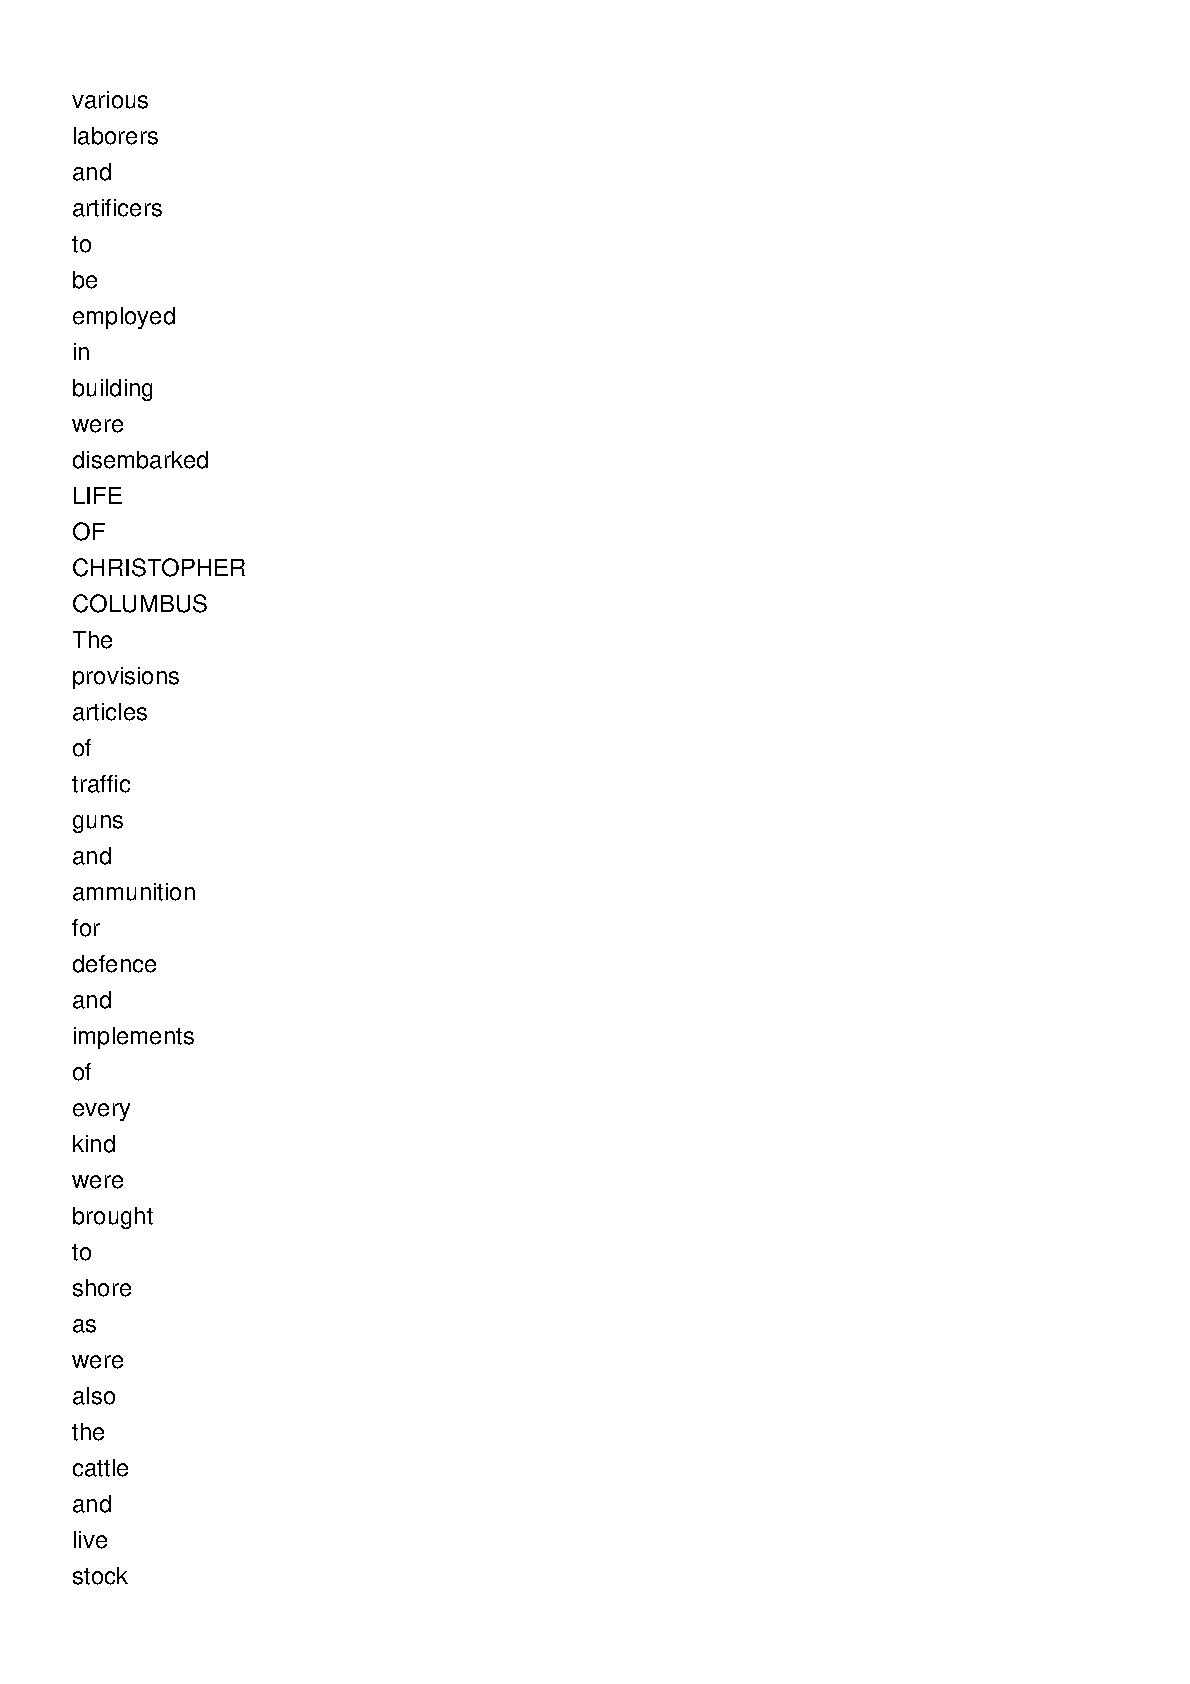 various
laborers
and
artificers
to
be
employed
in
building
were
disembarked
LIFE
OF
CHRISTOPHER
COLUMBUS
The
provisions
articles
of
traffic
guns
and
ammunition
for
defence
and
implements
of
every
kind
were
brought
to
shore
as
were
also
the
cattle
and
live
stock